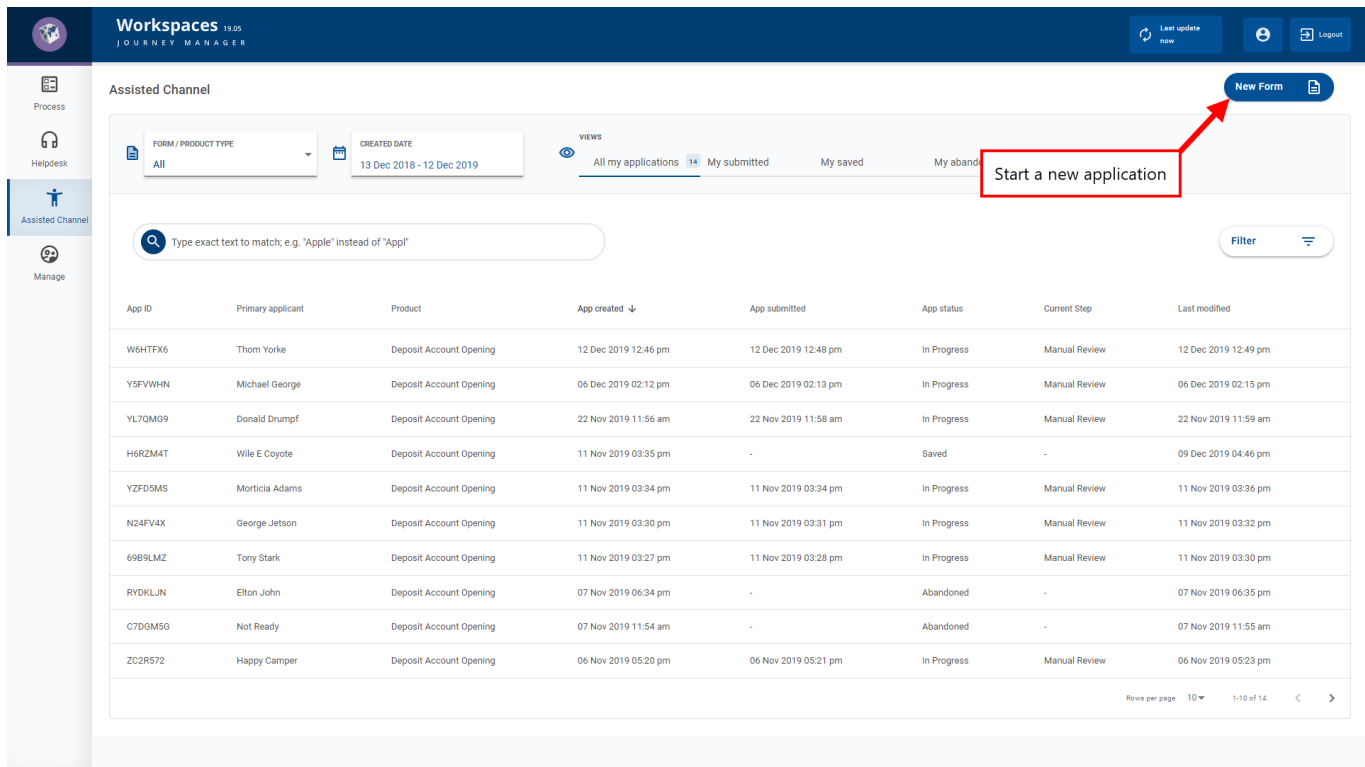 Workspaces 19.05
JOURNEY MANAGER
Last update
now
Logout
Process
Helpdesk
Assisted Channel
Manage
Assisted Channel
New Form
FORM / PRODUCT TYPE
All
CREATED DATE
13 Dec 2018 - 12 Dec 2019
VIEWS
All my applications 14 My submitted My saved My abando
Start a new application
Type exact text to match; e.g. "Apple" instead of "Appl"
Filter
App ID Primary applicant Product App created App submitted App status Current Step Last modified
W6HTFX6 Thom Yorke Deposit Account Opening 12 Dec 2019 12:46 pm 12 Dec 2019 12:48 pm In Progress Manual Review 12 Dec 2019 12:49 pm
Y5FVWHN Michael George Deposit Account Opening 06 Dec 2019 02:12 pm 06 Dec 2019 02:13 pm In Progress Manual Review 06 Dec 2019 02:15 pm
YL7QMG9 Donald Drumpf Deposit Account Opening 22 Nov 2019 11:56 am 22 Nov 2019 11:58 am In Progress Manual Review 22 Nov 2019 11:59 am
H6RZM4T Wile E Coyote Deposit Account Opening 11 Nov 2019 03:35 pm - Saved - 09 Dec 2019 04:46 pm
YZFD5MS Morticia Adams Deposit Account Opening 11 Nov 2019 03:34 pm 11 Nov 2019 03:34 pm In Progress Manual Review 11 Nov 2019 03:36 pm
N24FV4X George Jetson Deposit Account Opening 11 Nov 2019 03:30 pm 11 Nov 2019 03:31 pm In Progress Manual Review 11 Nov 2019 03:32 pm
69B9LMZ Tony Stark Deposit Account Opening 11 Nov 2019 03:27 pm 11 Nov 2019 03:28 pm In Progress Manual Review 11 Nov 2019 03:30 pm
RYDKLJN Elton John Deposit Account Opening 07 Nov 2019 06:34 pm - Abandoned - 07 Nov 2019 06:35 pm
C7DGM5G Not Ready Deposit Account Opening 07 Nov 2019 11:54 am - Abandoned - 07 Nov 2019 11:55 am
ZC2R572 Happy Camper Deposit Account Opening 06 Nov 2019 05:20 pm 06 Nov 2019 05:21 pm In Progress Manual Review 06 Nov 2019 05:23 pm
Rows per page 10 1-10 of 14